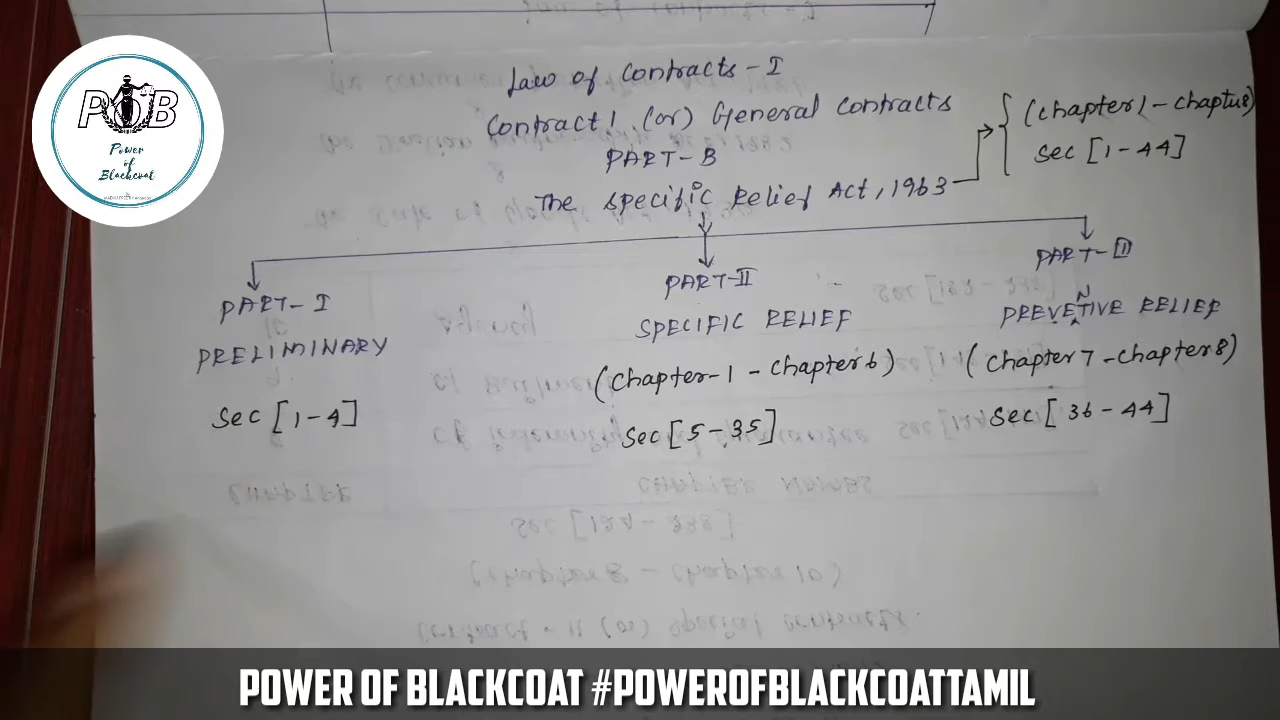 Law of Contracts - I
Contract 1 (or) General Contracts
PART-B
The Specific Relief Act, 1963
(Chapter 1 - Chapter 8)
Sec [1-44]
PART-I
PRELIMINARY
Sec [1-4]
PART-II
SPECIFIC RELIEF
(Chapter-1 - Chapter 6)
Sec [5-35]
PART-III
PREVENTIVE RELIEF
(Chapter 7 - Chapter 8)
Sec [36-44]
POB
Power
of
Blackcoat
POWER OF BLACKCOAT #POWEROFBLACKCOATTAMIL